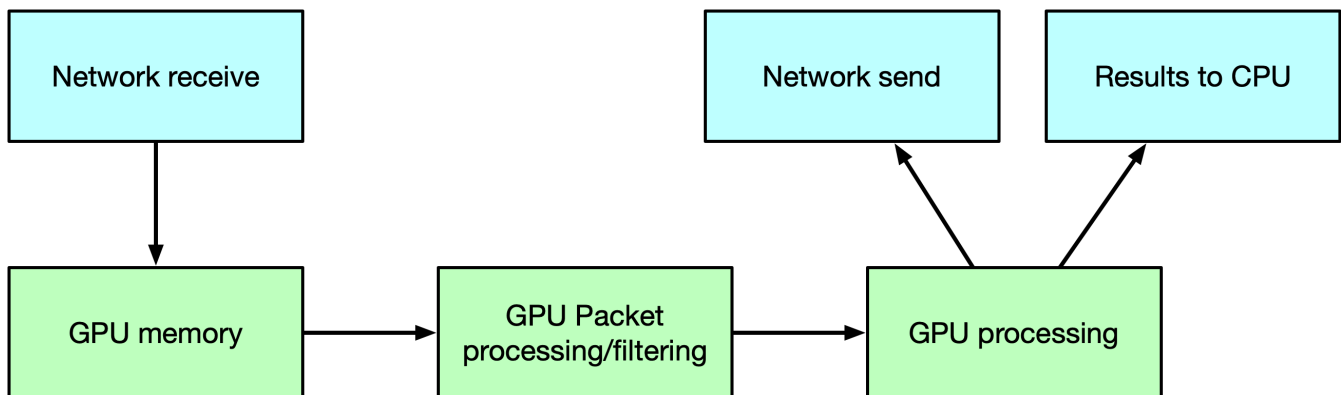 Network receive
Network send
Results to CPU
GPU memory
GPU Packet
processing/filtering
GPU processing